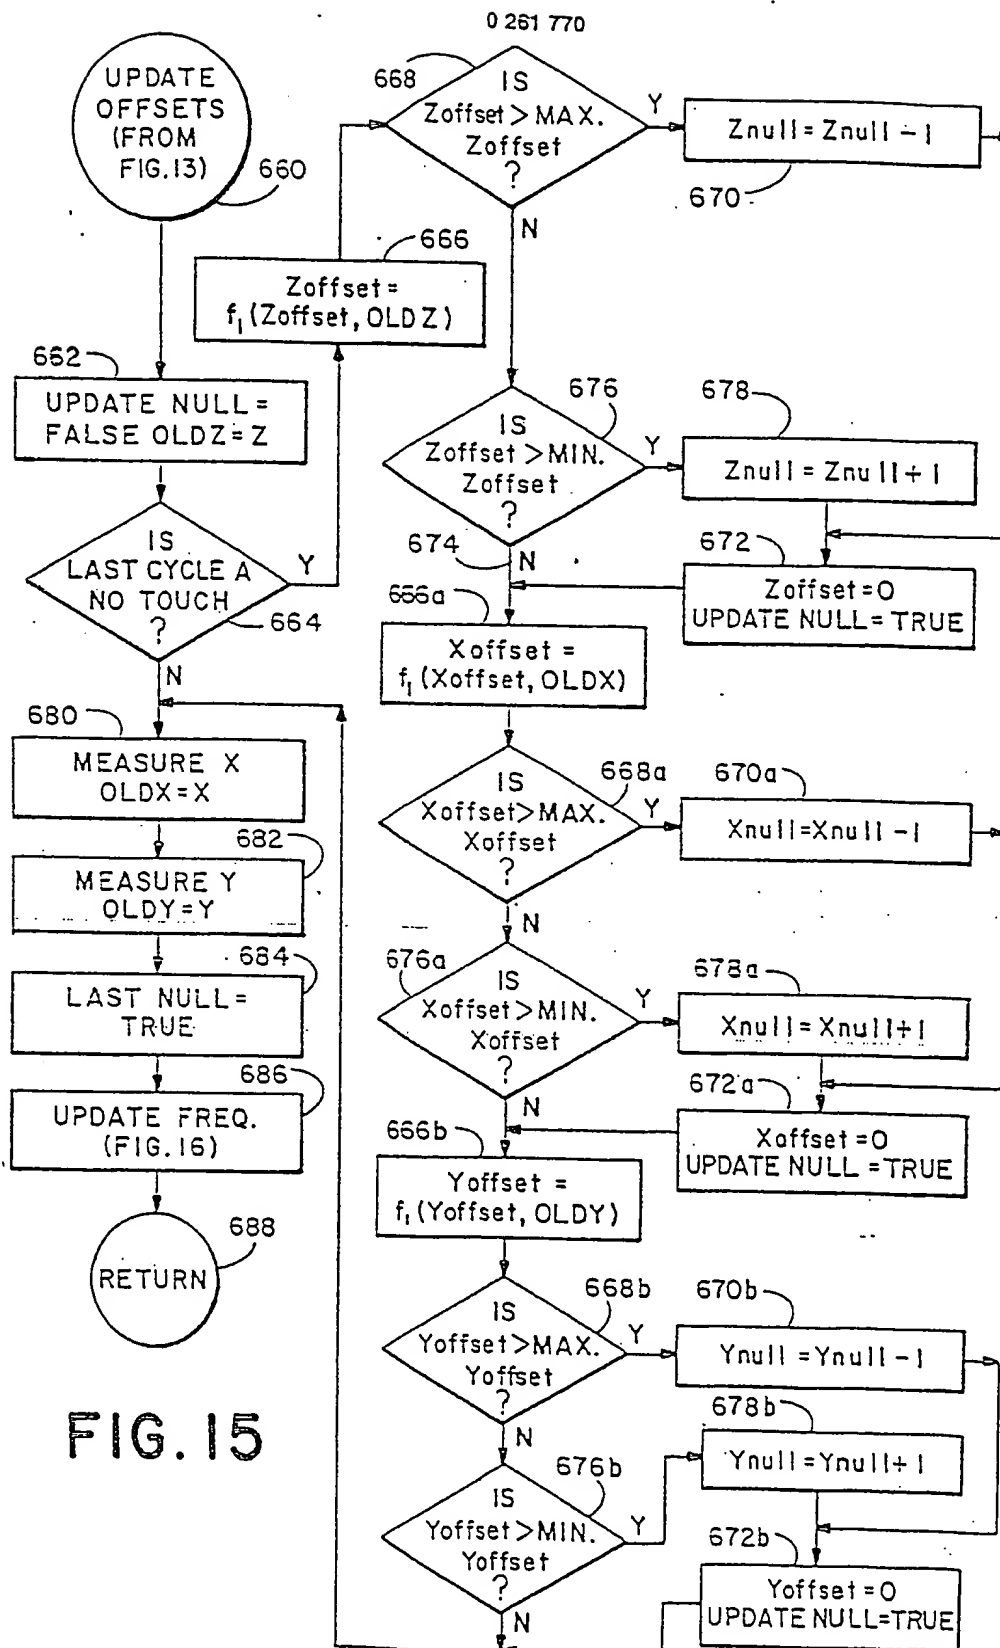 0 261 770
UPDATE
OFFSETS
(FROM
FIG.13)
660
662
UPDATE NULL =
FALSE OLDZ = Z
IS
LAST CYCLE A
NO TOUCH
?
Y
664
N
680
MEASURE X
OLDX = X
682
MEASURE Y
OLDY = Y
684
LAST NULL =
TRUE
686
UPDATE FREQ.
(FIG.16)
688
RETURN
FIG. 15
666
Zoffset =
f1 (Zoffset, OLDZ)
668
IS
Zoffset > MAX.
Zoffset
?
Y
N
Znull = Znull - 1
670
676
IS
Zoffset > MIN.
Zoffset
?
Y
674
N
678
Znull = Znull + 1
672
Zoffset = 0
UPDATE NULL = TRUE
666a
Xoffset =
f1 (Xoffset, OLDX)
668a
IS
Xoffset > MAX.
Xoffset
?
Y
N
670a
Xnull = Xnull - 1
676a
IS
Xoffset > MIN.
Xoffset
?
Y
N
678a
Xnull = Xnull + 1
672a
Xoffset = 0
UPDATE NULL = TRUE
666b
Yoffset =
f1 (Yoffset, OLDY)
668b
IS
Yoffset > MAX.
Yoffset
?
Y
N
670b
Ynull = Ynull - 1
676b
IS
Yoffset > MIN.
Yoffset
?
Y
N
678b
Ynull = Ynull + 1
672b
Yoffset = 0
UPDATE NULL = TRUE